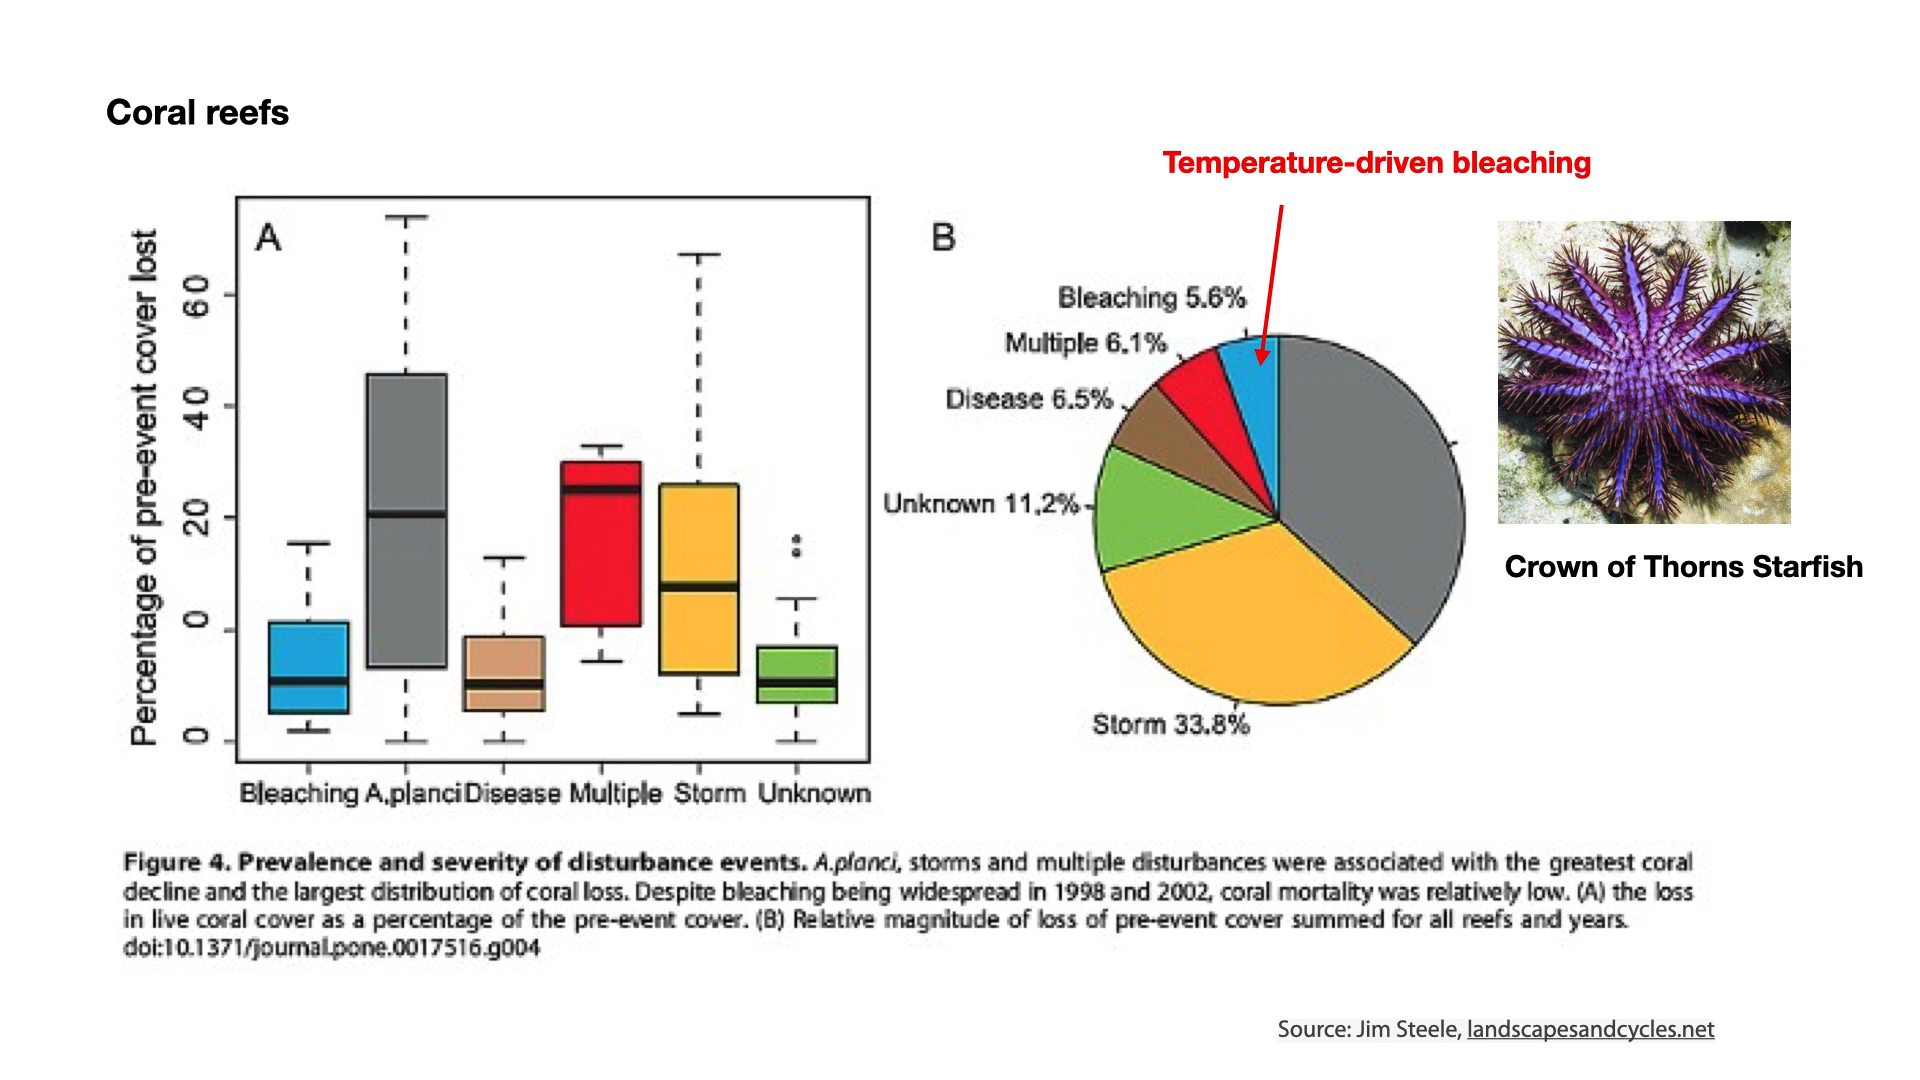 Coral reefs
Temperature-driven bleaching
A
B
Percentage of pre-event cover lost
60
40
20
0
0
Bleaching A.planci Disease Multiple Storm Unknown
Bleaching 5.6%
Multiple 6.1%
Disease 6.5%
Unknown 11.2%
Storm 33.8%
Crown of Thorns Starfish
Figure 4. Prevalence and severity of disturbance events. A.planci, storms and multiple disturbances were associated with the greatest coral
decline and the largest distribution of coral loss. Despite bleaching being widespread in 1998 and 2002, coral mortality was relatively low. (A) the loss
in live coral cover as a percentage of the pre-event cover. (B) Relative magnitude of loss of pre-event cover summed for all reefs and years.
doi:10.1371/journal.pone.0017516.g004
Source: Jim Steele, landscapesandcycles.net